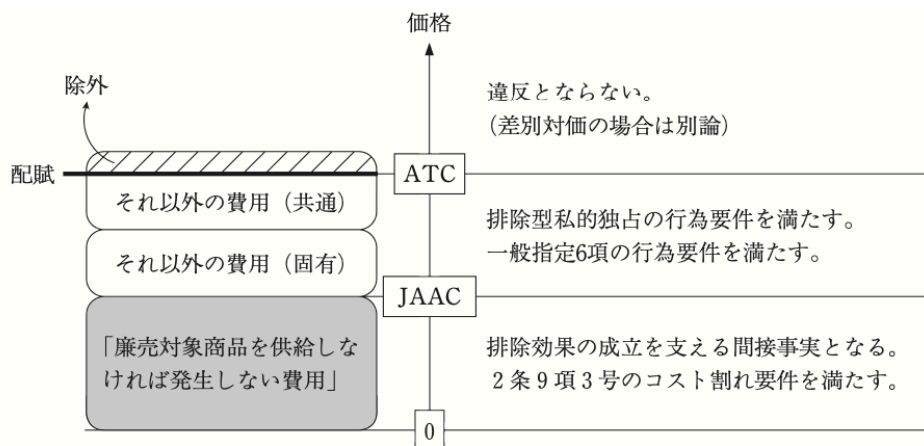 価格
除外
違反とならない。
(差別対価の場合は別論)
配賦
ATC
それ以外の費用（共通）
排除型私的独占の行為要件を満たす。
一般指定6項の行為要件を満たす。
それ以外の費用（固有）
JAAC
「廉売対象商品を供給しな
ければ発生しない費用」
排除効果の成立を支える間接事実となる。
2条9項3号のコスト割れ要件を満たす。
0